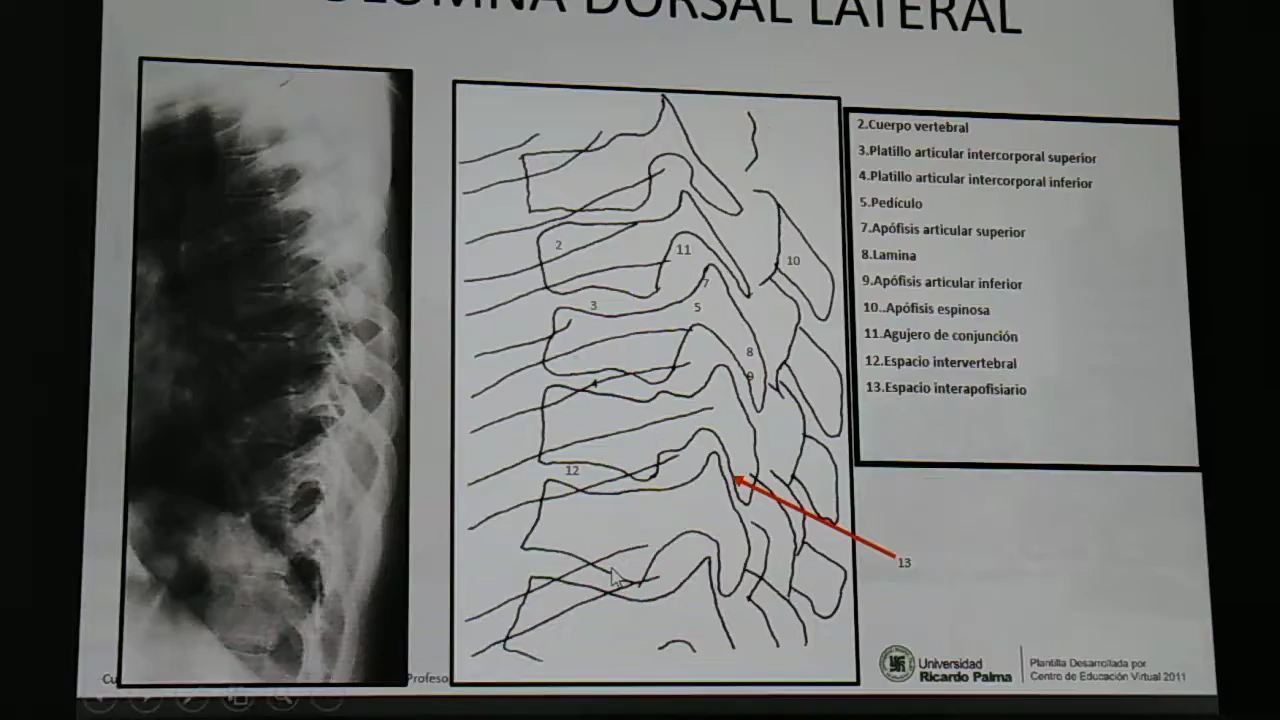 COLUMNA DORSAL LATERAL
2.Cuerpo vertebral
3.Platillo articular intercorporal superior
4.Platillo articular intercorporal inferior
5.Pedículo
7.Apófisis articular superior
8.Lamina
9.Apófisis articular inferior
10..Apófisis espinosa
11.Agujero de conjunción
12.Espacio intervertebral
13.Espacio interapofisiario
2
11
10
7
3
5
8
9
12
13
Universidad
Ricardo Palma
Plantilla Desarrollada por
Centro de Educación Virtual 2011